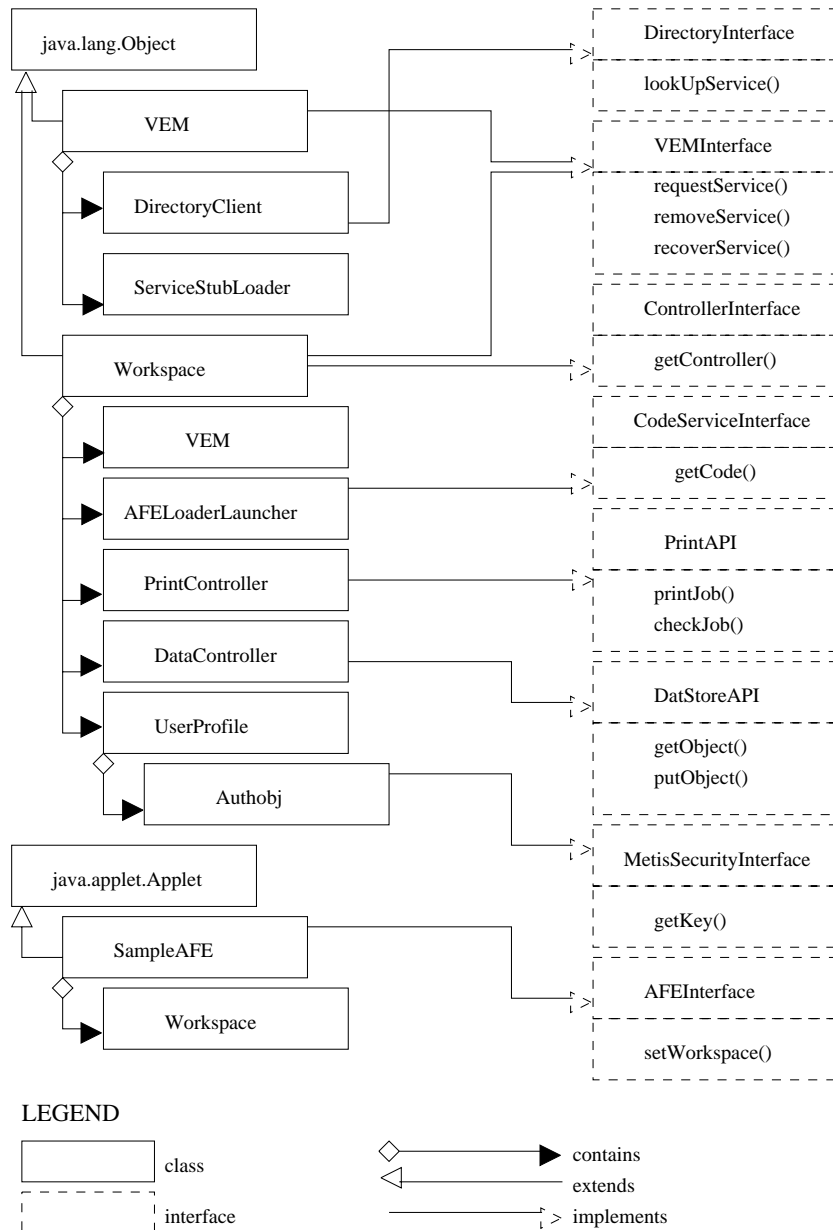 java.lang.Object
VEM
DirectoryClient
ServiceStubLoader
Workspace
VEM
AFELoaderLauncher
PrintController
DataController
UserProfile
Authobj
java.applet.Applet
SampleAFE
Workspace
DirectoryInterface
lookUpService()
VEMInterface
requestService()
removeService()
recoverService()
ControllerInterface
getController()
CodeServiceInterface
getCode()
PrintAPI
printJob()
checkJob()
DatStoreAPI
getObject()
putObject()
MetisSecurityInterface
getKey()
AFEInterface
setWorkspace()
LEGEND
class
interface
contains
extends
implements